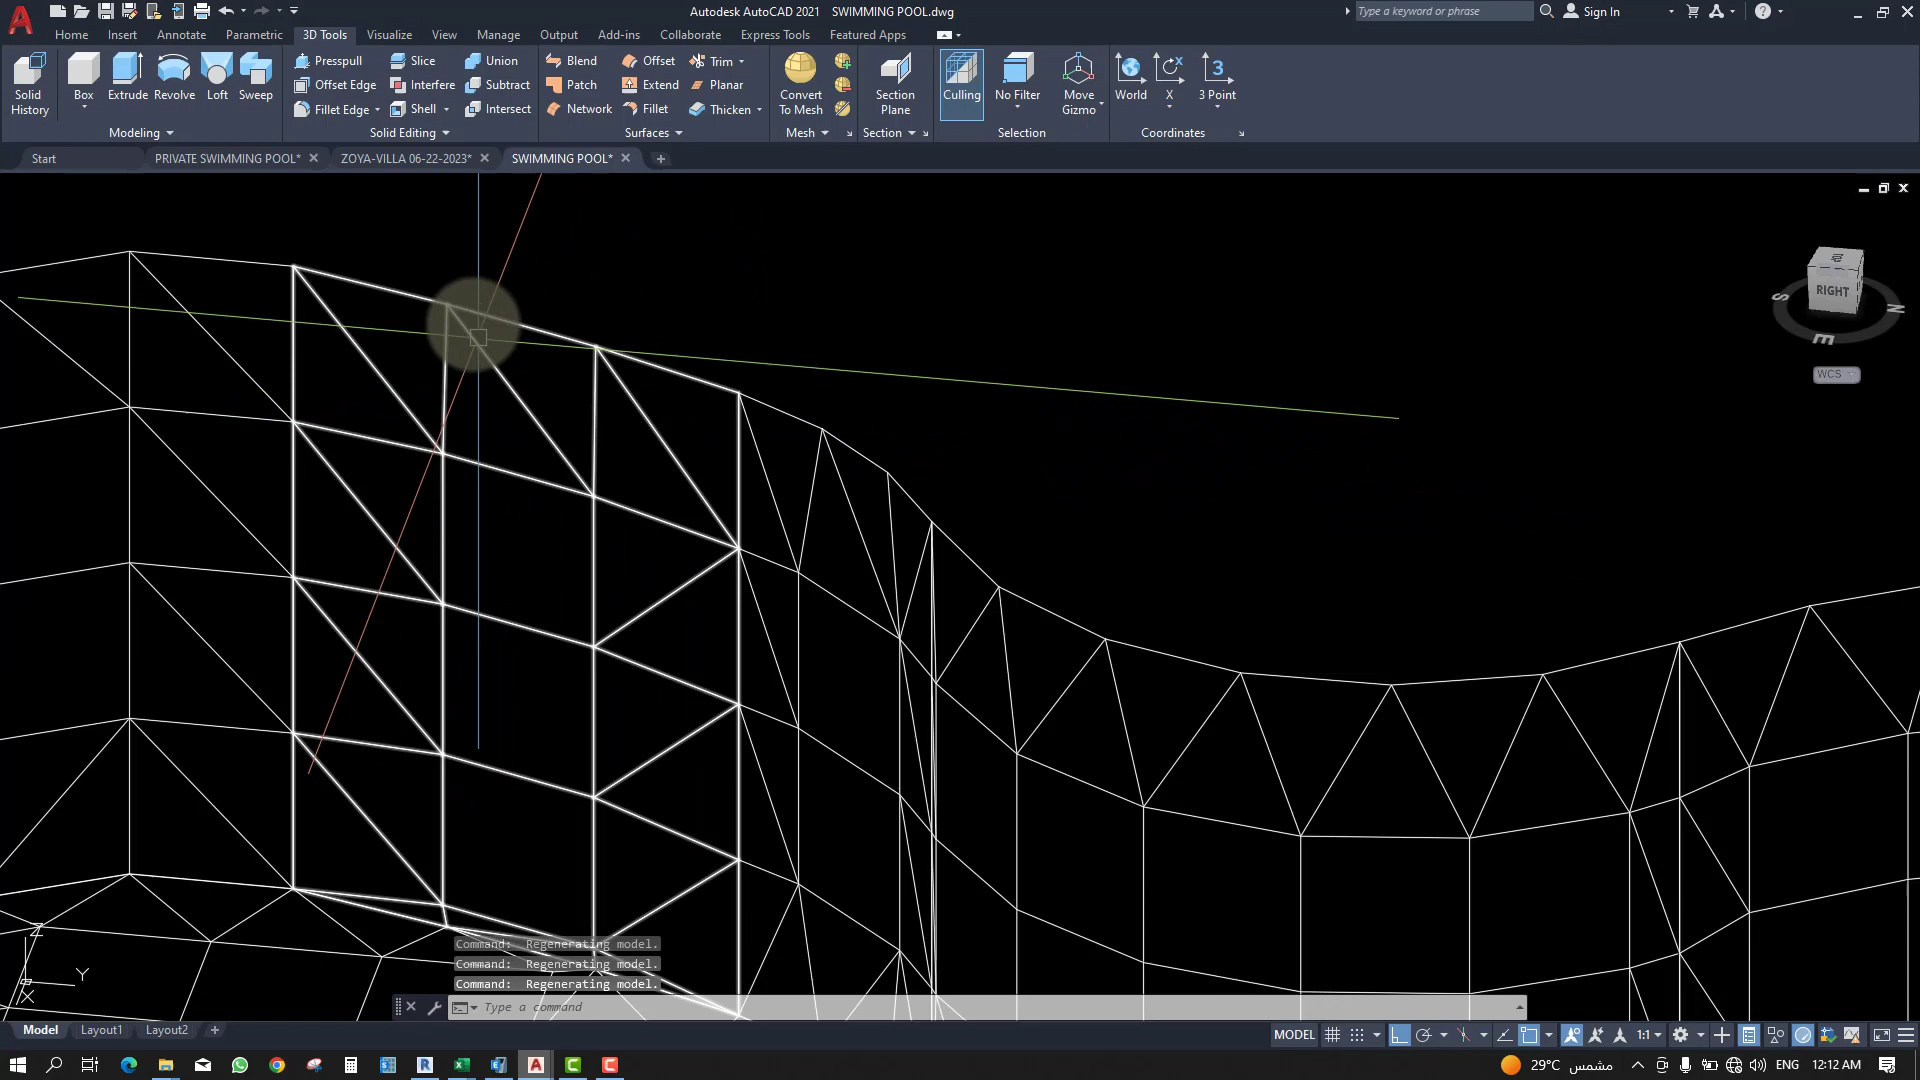 Autodesk AutoCAD 2021 SWIMMING POOL.dwg
Type a keyword or phrase
Sign In
Home Insert Annotate Parametric 3D Tools Visualize View Manage Output Add-ins Collaborate Express Tools Featured Apps
Solid History
Box
Extrude
Revolve
Loft
Sweep
Modeling
Presspull
Offset Edge
Fillet Edge
Slice
Interfere
Shell
Union
Subtract
Intersect
Solid Editing
Blend
Patch
Network
Offset
Extend
Fillet
Trim
Planar
Thicken
Surfaces
Convert To Mesh
Mesh
Section Plane
Section
Culling
No Filter
Move Gizmo
Selection
World
X
3 Point
Coordinates
Start
PRIVATE SWIMMING POOL*
ZOYA-VILLA 06-22-2023*
SWIMMING POOL*
RIGHT
S
N
E
WCS
Z
Y
X
Command: Regenerating model.
Command: Regenerating model.
Command: Regenerating model.
Type a command
Model Layout1 Layout2
MODEL
1:1
29°C مشمس
ENG
12:12 AM